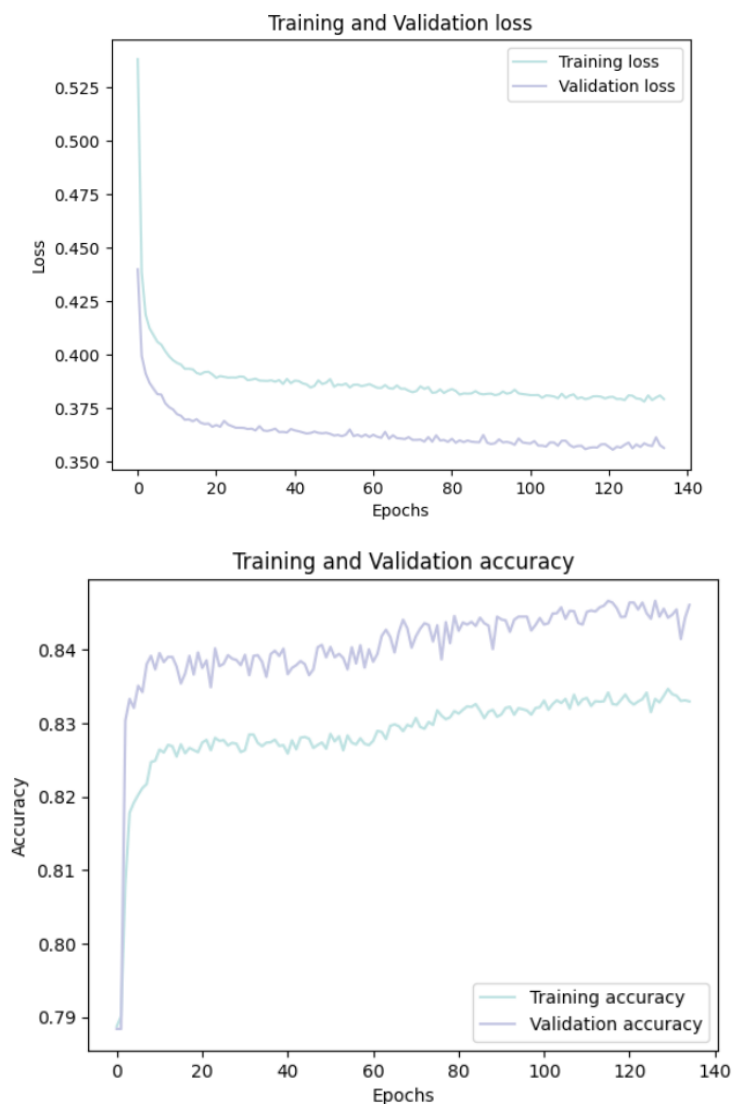 Training and Validation loss
Training loss
Validation loss
0.525
0.500
0.475
0.450
0.425
0.400
0.375
0.350
Loss
0 20 40 60 80 100 120 140
Epochs
Training and Validation accuracy
0.84
0.83
0.82
0.81
0.80
0.79
Accuracy
Training accuracy
Validation accuracy
0 20 40 60 80 100 120 140
Epochs